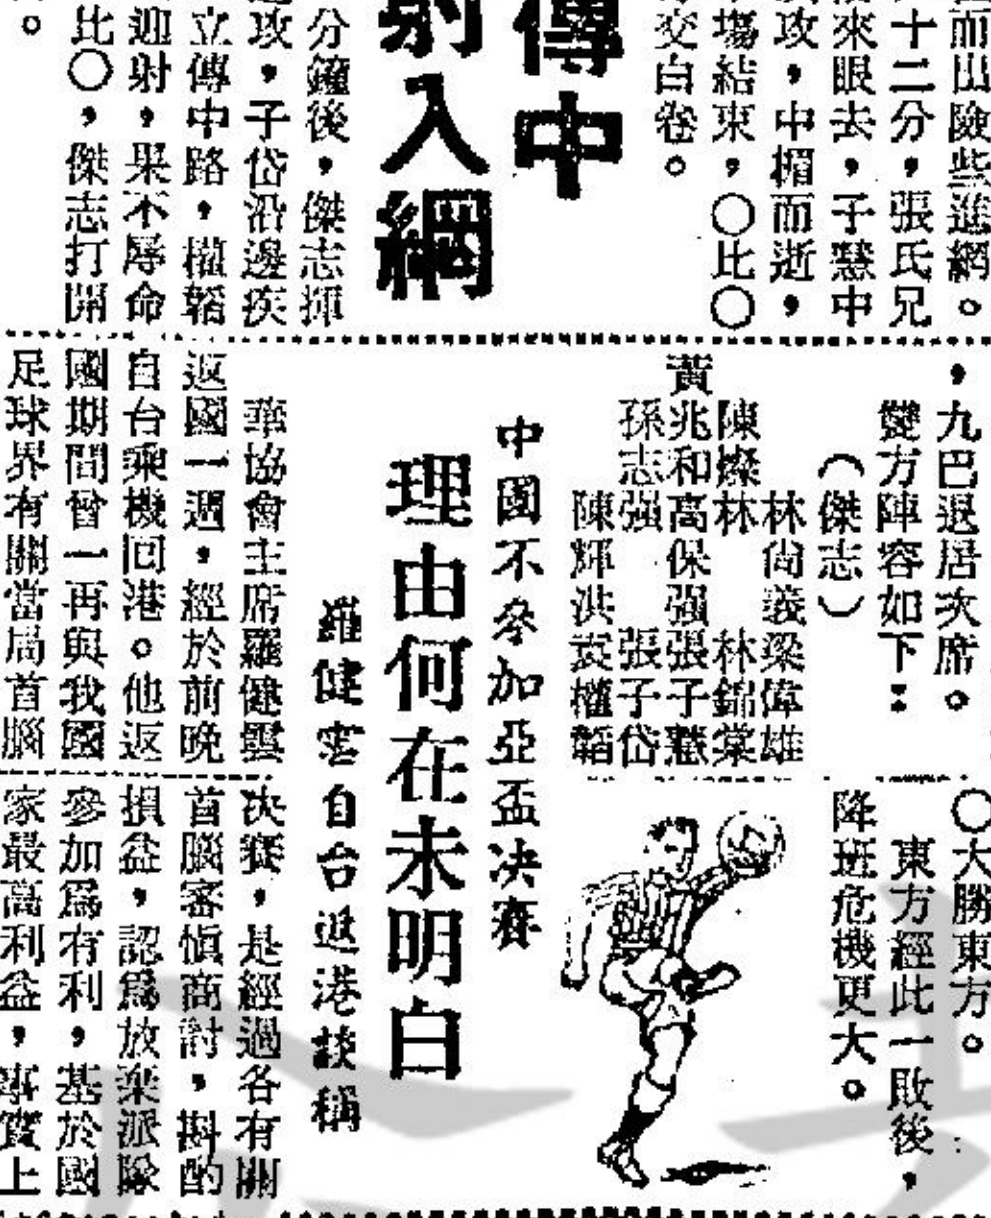 而出險些進網。
十二分，張氏兄
來眼去，子慧中
攻，中楣而逝，
塲結束，〇比〇
交白卷。
傳中
射入網
分鐘後，傑志揮
攻，子岱沿邊疾
立傳中路，權韜
迎射，果不辱命
比〇，傑志打開
。
，九巴退居次席。
雙方陣容如下：
（傑志）
林尚義梁偉雄
陳燦林　林錦棠
黃兆和高保强張子慧
孫志强　張子岱
陳輝洪袁權韜
〇大勝東方。
東方經此一敗後，
降班危機更大。
中國不參加亞盃决賽
理由何在未明白
羅健雲自台返港談稱
華協會主席羅健雲
返國一週，經於前晚
自台乘機回港。他返
國期間曾一再與我國
足球界有關當局首腦
决賽，是經過各有關
首腦審愼商討，斟酌
損益，認爲放棄派隊
參加爲有利，基於國
家最高利益，事實上